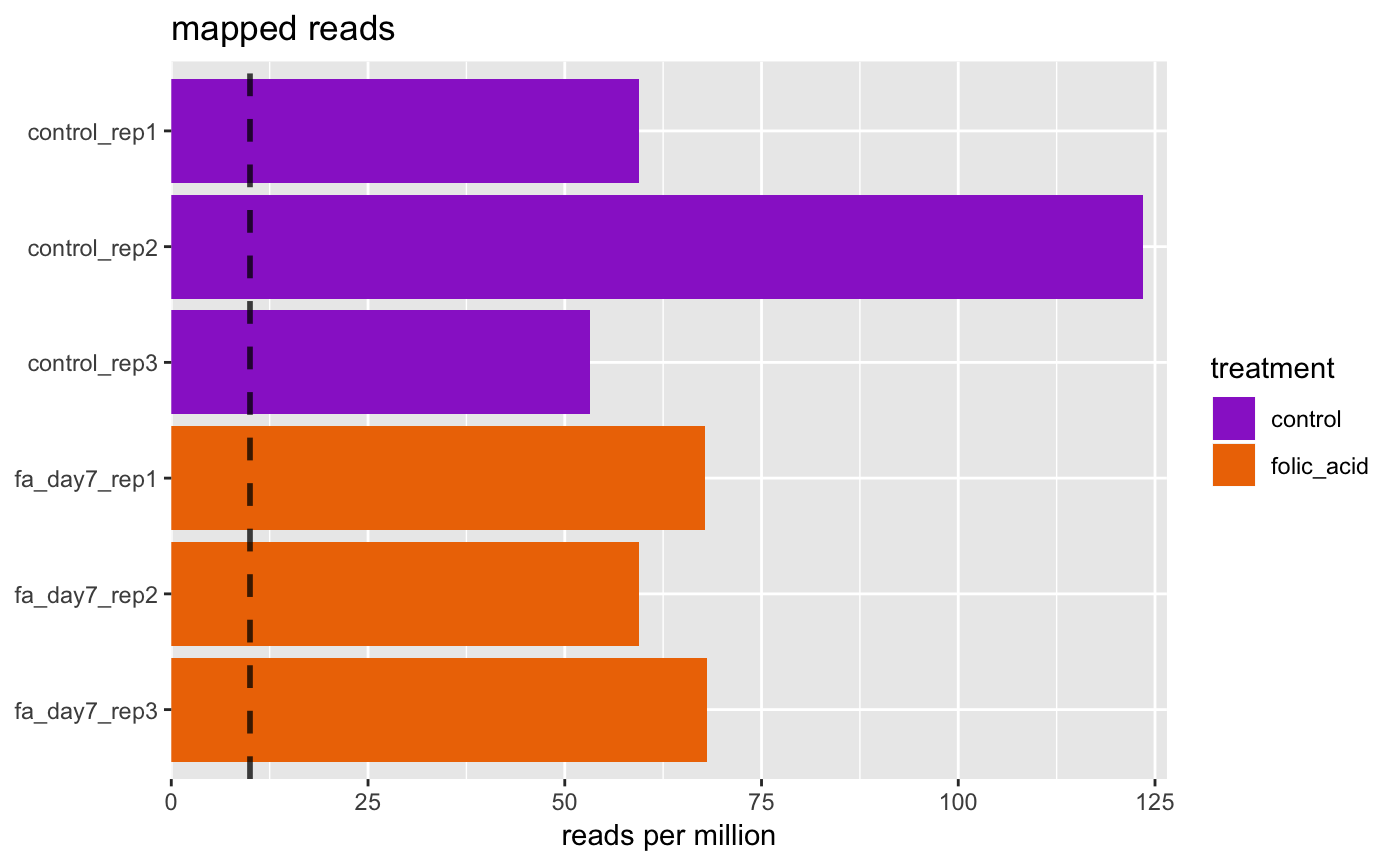 mapped reads
control_rep1
control_rep2
control_rep3
fa_day7_rep1
fa_day7_rep2
fa_day7_rep3
0 25 50 75 100 125
reads per million
treatment
control
folic_acid